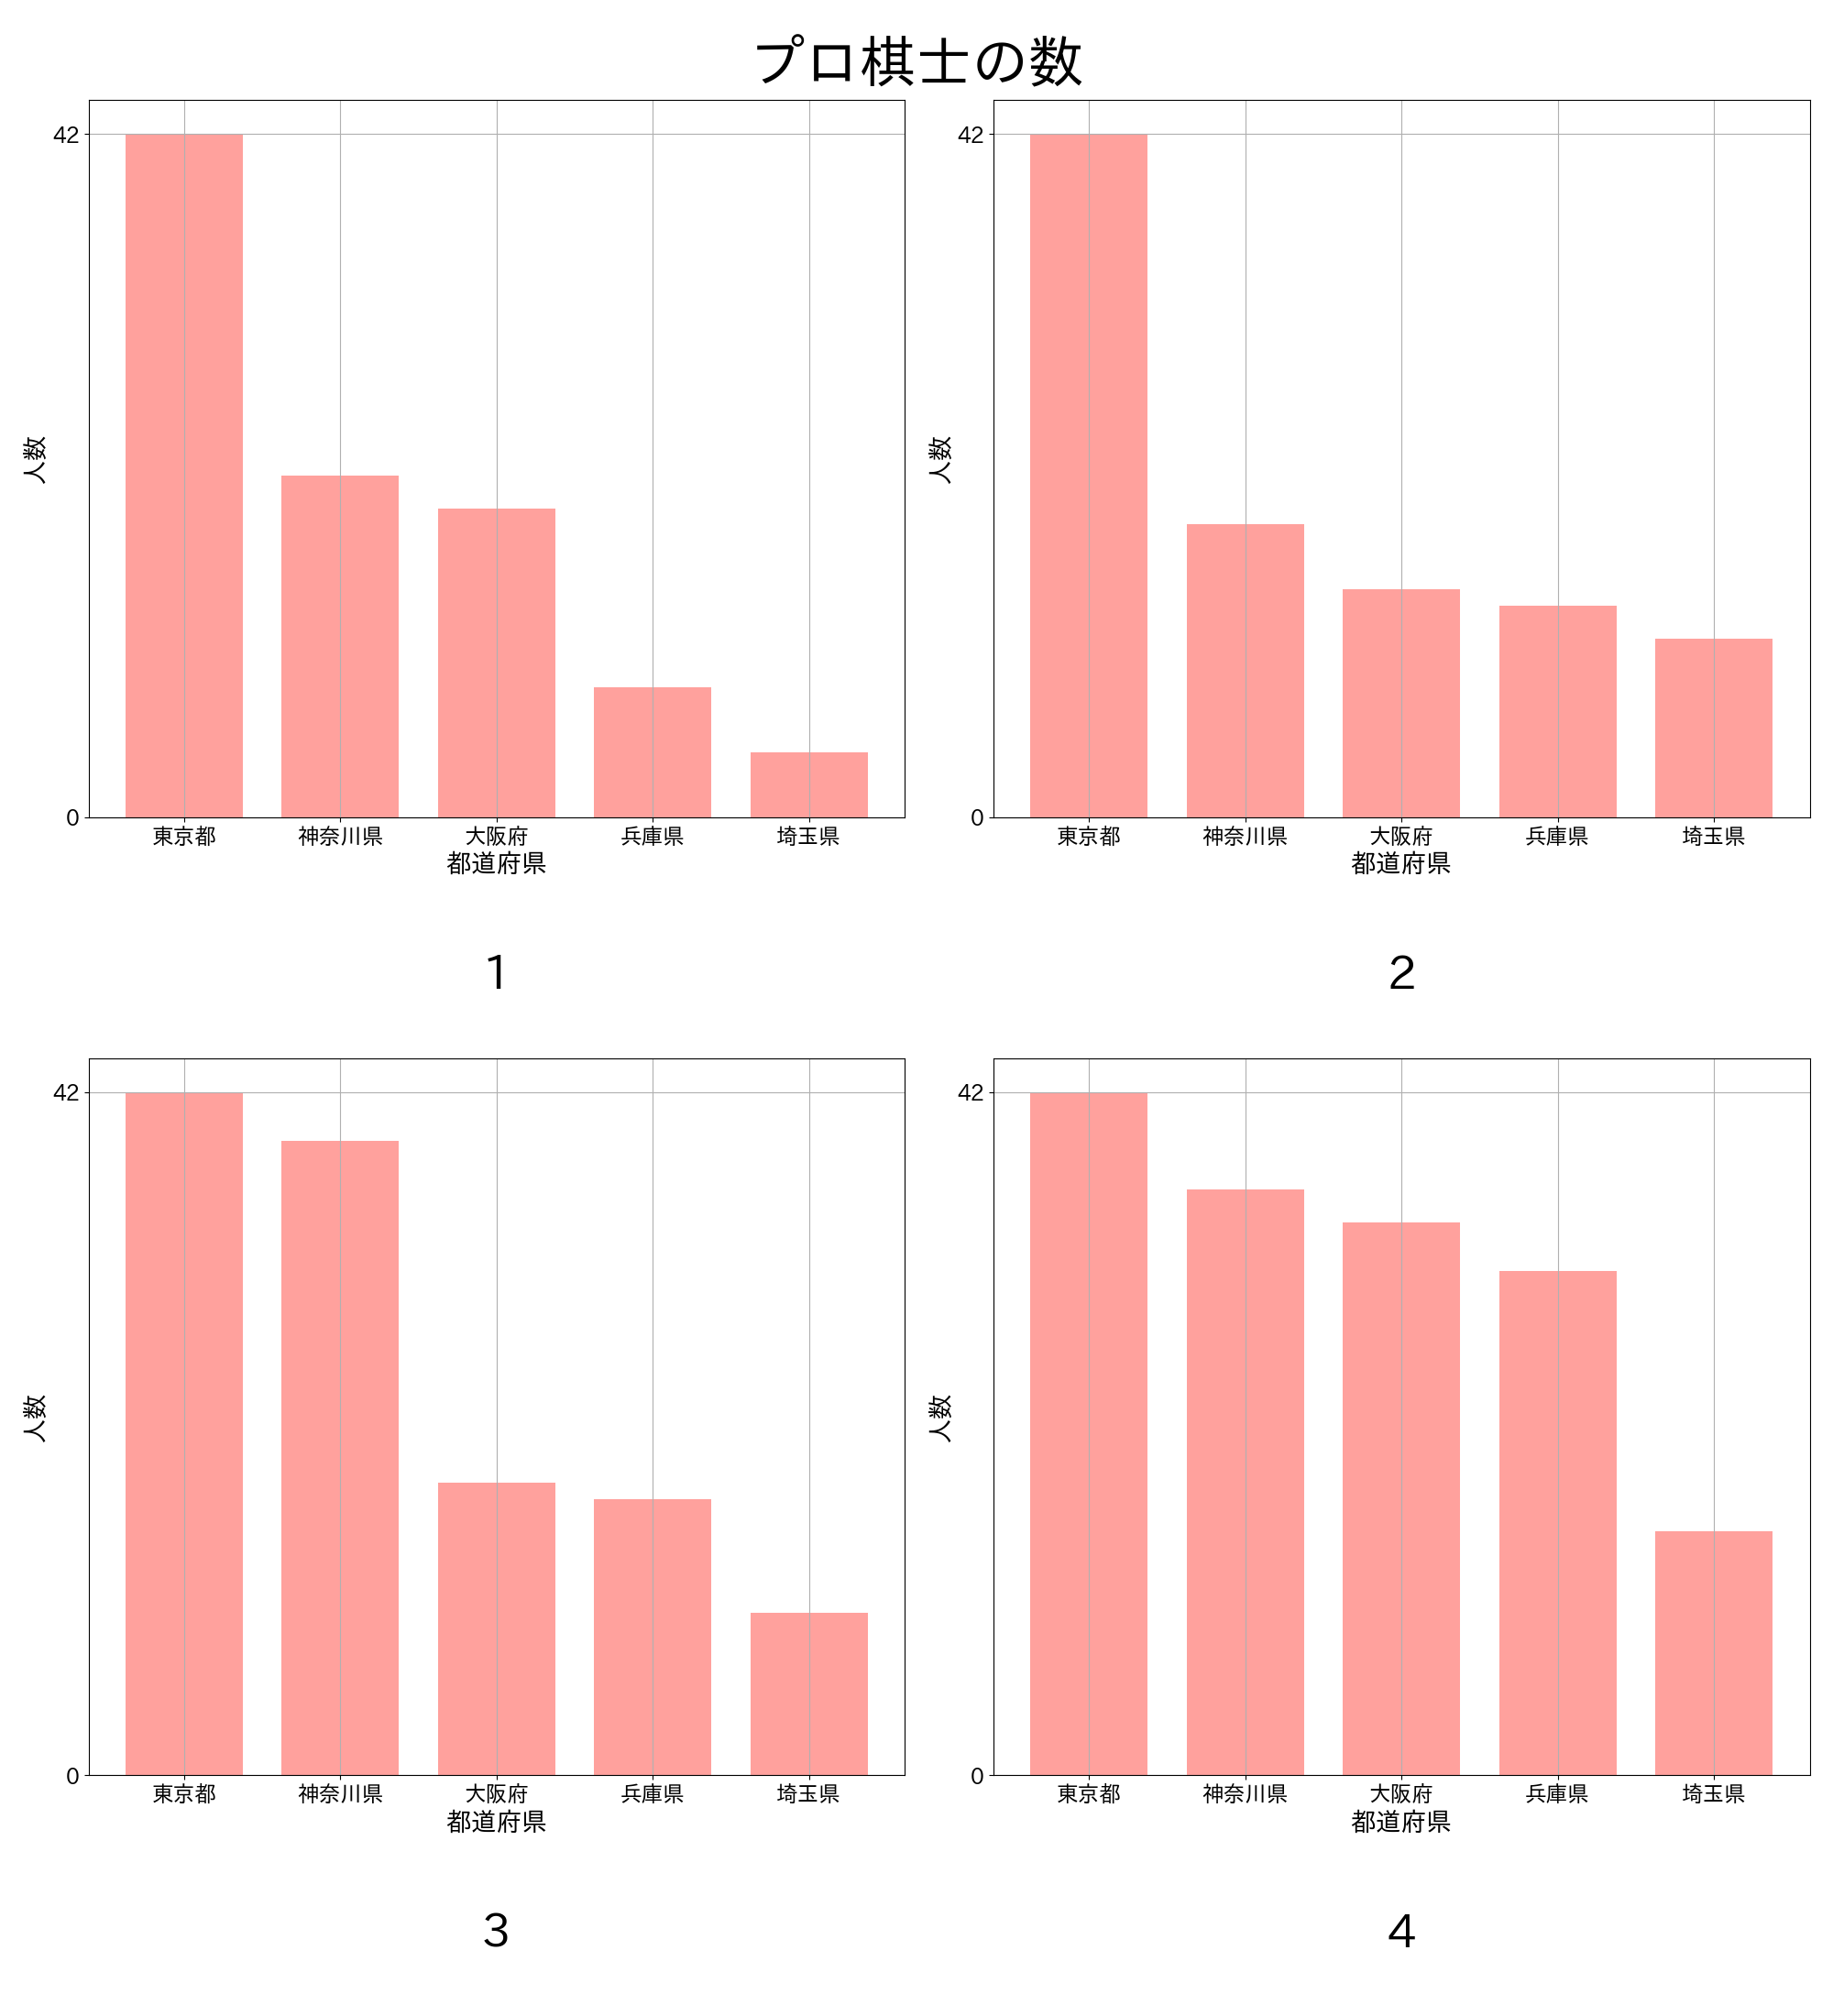 プロ棋士の数
42
0
人数
東京都 神奈川県 大阪府 兵庫県 埼玉県
都道府県
1
42
0
人数
東京都 神奈川県 大阪府 兵庫県 埼玉県
都道府県
2
42
0
人数
東京都 神奈川県 大阪府 兵庫県 埼玉県
都道府県
3
42
0
人数
東京都 神奈川県 大阪府 兵庫県 埼玉県
都道府県
4